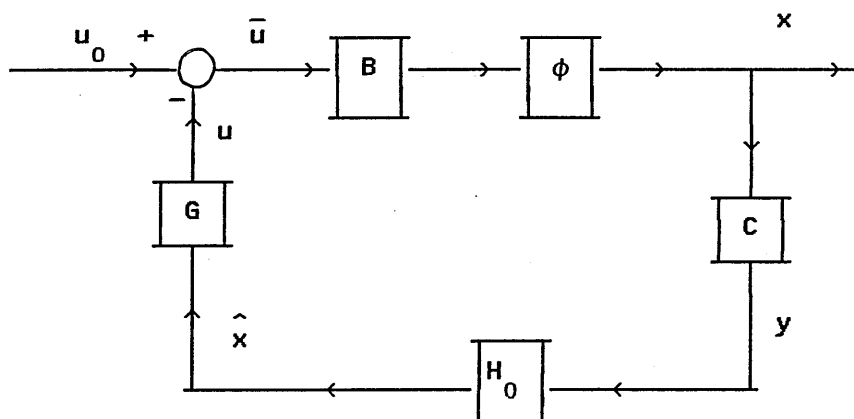 u₀ + ū B ϕ x
−
u
G C
x̂ y
H₀